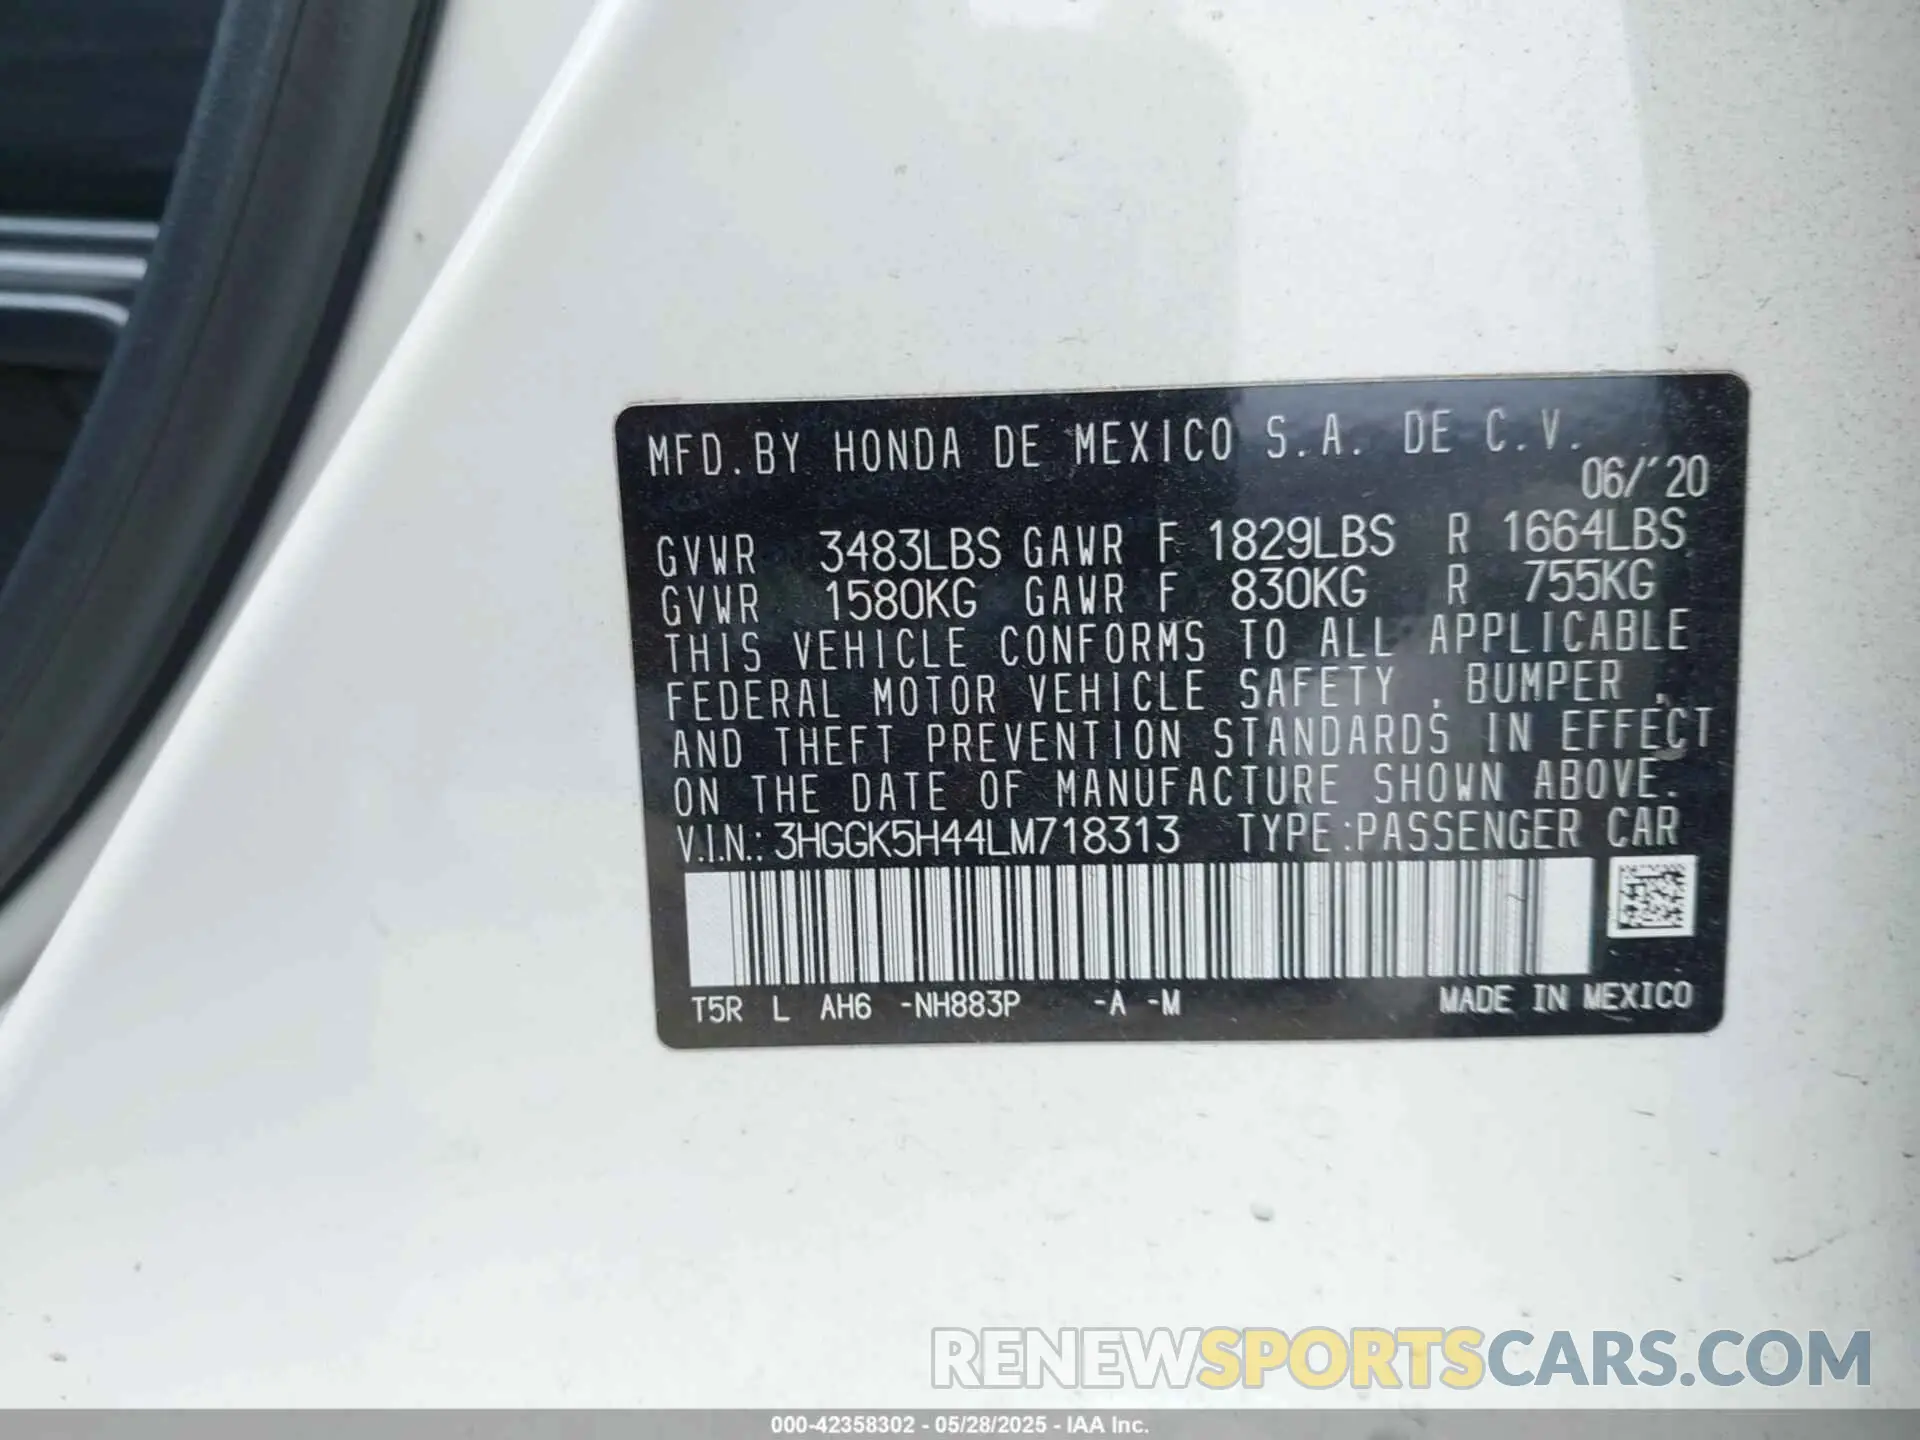 MFD.BY HONDA DE MEXICO S.A. DE C.V.
06/'20
GVWR 3483LBS GAWR F 1829LBS R 1664LBS
GVWR 1580KG GAWR F 830KG R 755KG
THIS VEHICLE CONFORMS TO ALL APPLICABLE
FEDERAL MOTOR VEHICLE SAFETY , BUMPER ,
AND THEFT PREVENTION STANDARDS IN EFFECT
ON THE DATE OF MANUFACTURE SHOWN ABOVE.
V.I.N.: 3HGGK5H44LM718313 TYPE:PASSENGER CAR
T5R L AH6 -NH883P -A -M MADE IN MEXICO
RENEWSPORTSCARS.COM
000-42358302 - 05/28/2025 - IAA Inc.